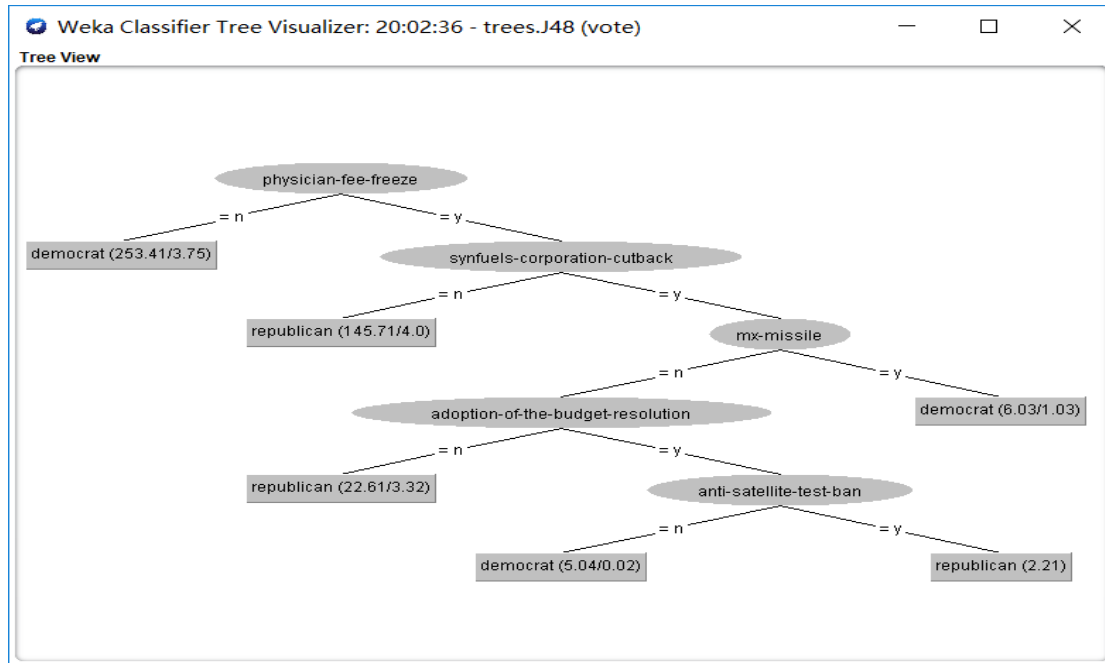 Weka Classifier Tree Visualizer: 20:02:36 - trees.J48 (vote)
Tree View
physician-fee-freeze
= n
= y
democrat (253.41/3.75)
synfuels-corporation-cutback
= n
= y
republican (145.71/4.0)
mx-missile
= n
= y
adoption-of-the-budget-resolution
democrat (6.03/1.03)
= n
= y
republican (22.61/3.32)
anti-satellite-test-ban
= n
= y
democrat (5.04/0.02)
republican (2.21)